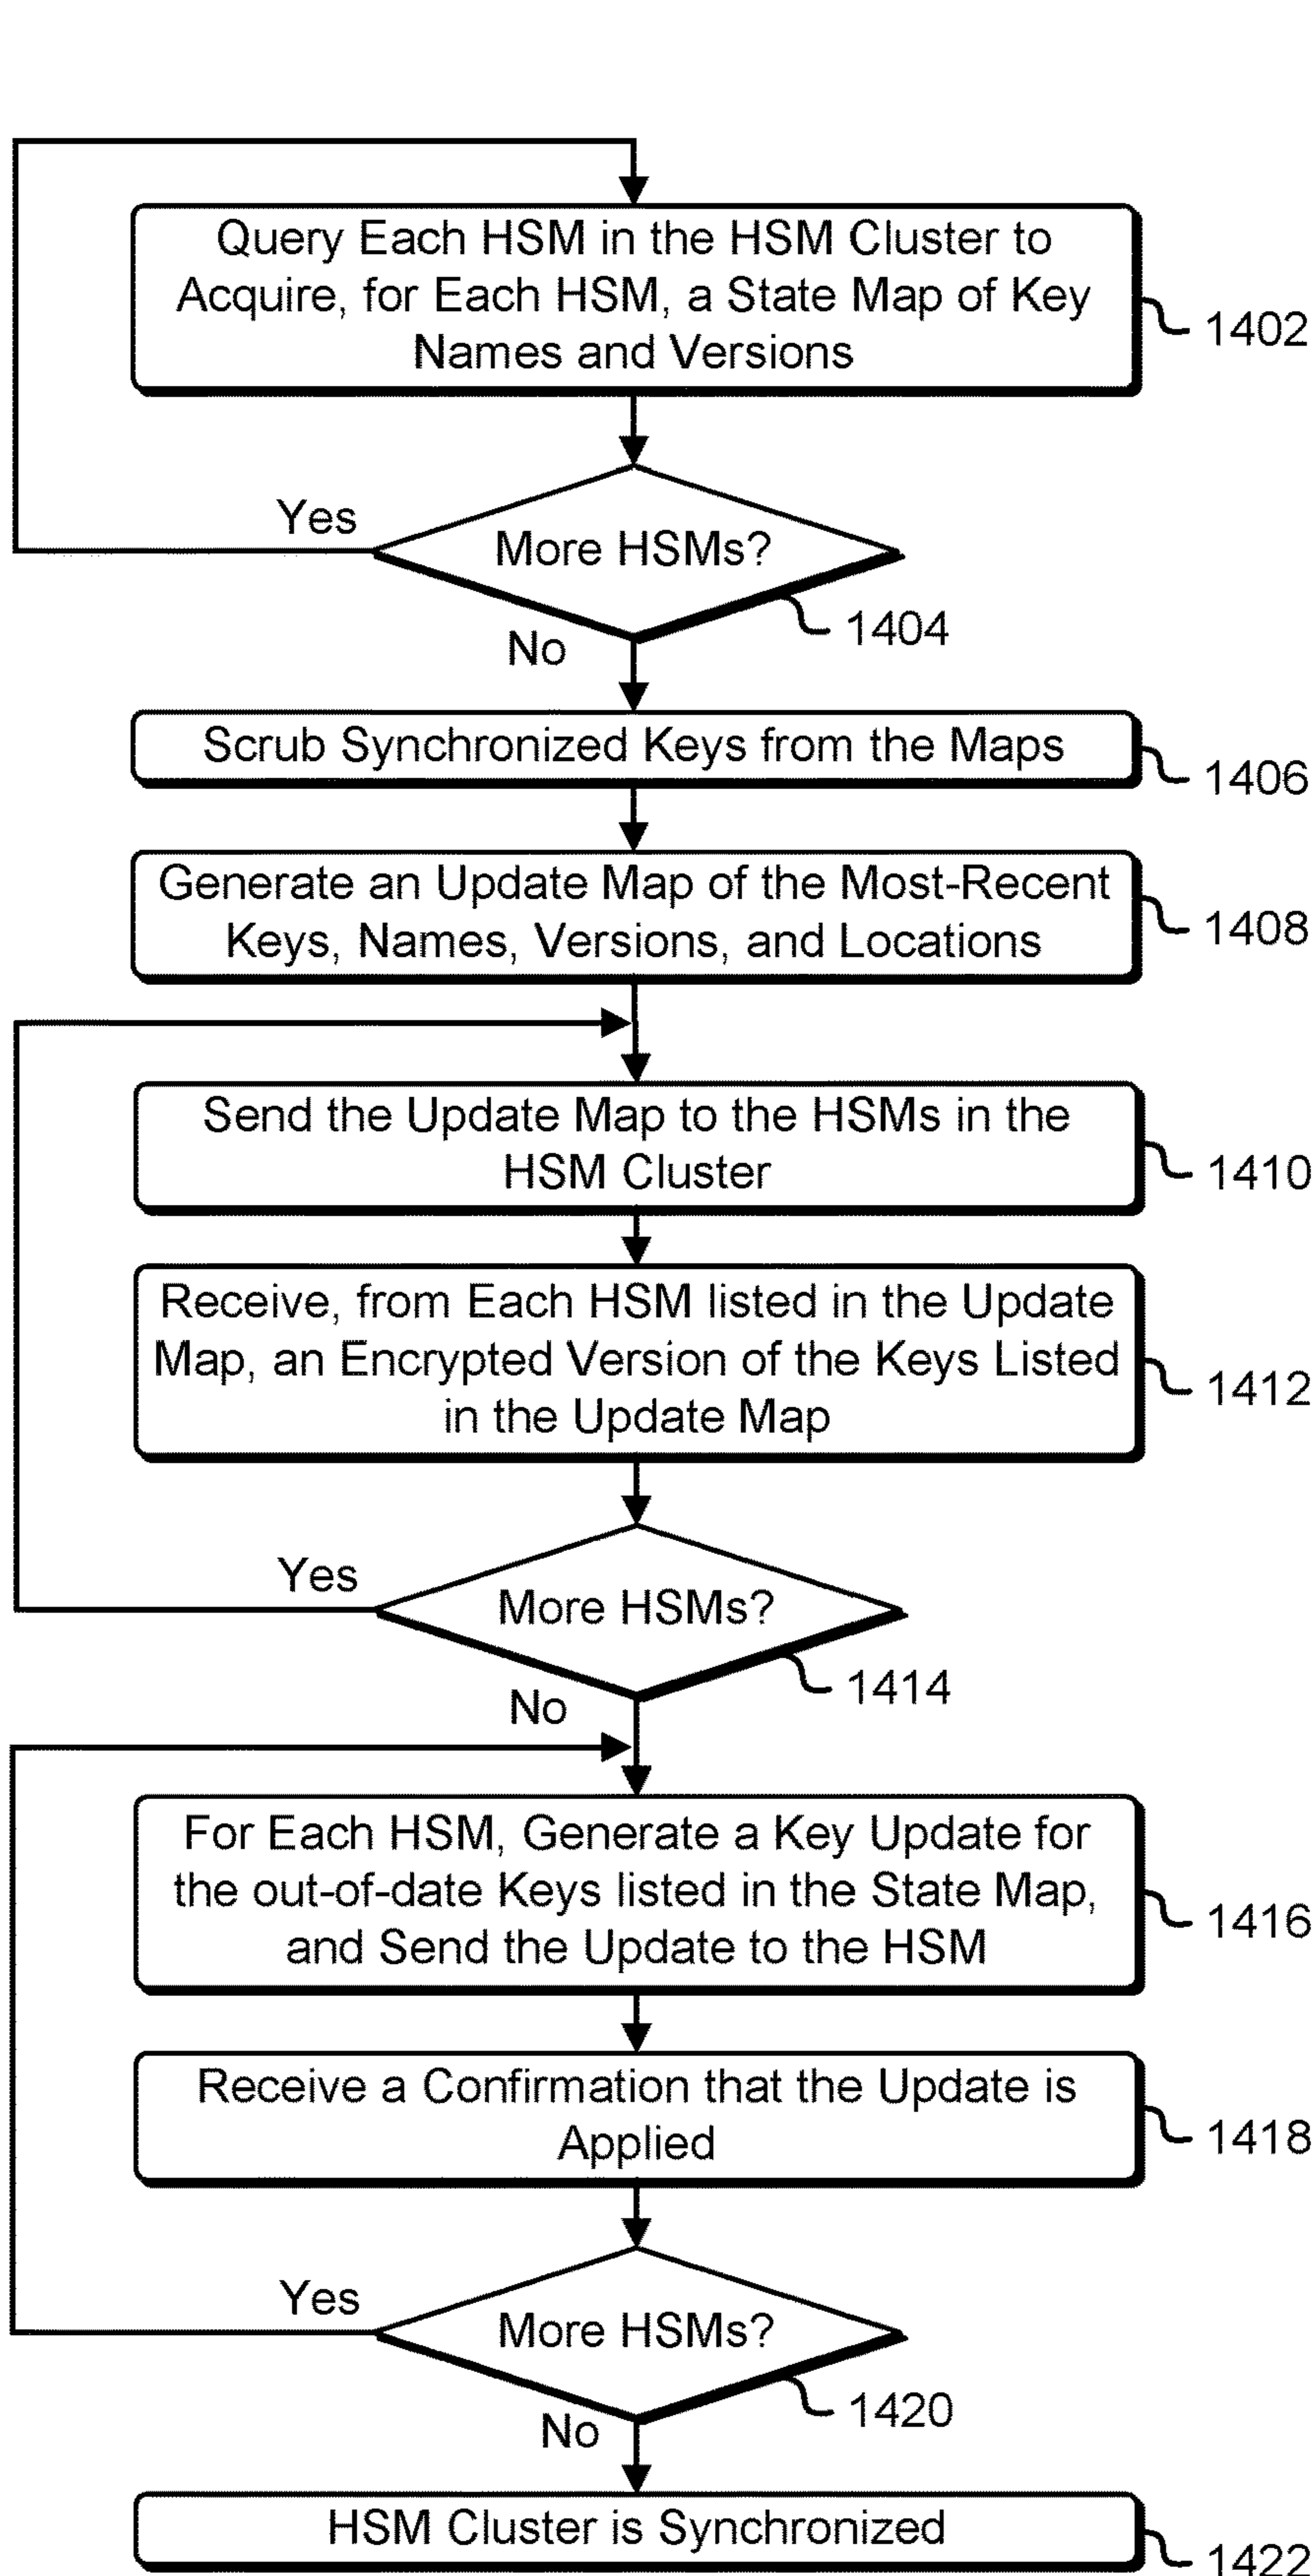 Query Each HSM in the HSM Cluster to
Acquire, for Each HSM, a State Map of Key
Names and Versions
1402
Yes
More HSMs?
1404
No
Scrub Synchronized Keys from the Maps
1406
Generate an Update Map of the Most-Recent
Keys, Names, Versions, and Locations
1408
Send the Update Map to the HSMs in the
HSM Cluster
1410
Receive, from Each HSM listed in the Update
Map, an Encrypted Version of the Keys Listed
in the Update Map
1412
Yes
More HSMs?
1414
No
For Each HSM, Generate a Key Update for
the out-of-date Keys listed in the State Map,
and Send the Update to the HSM
1416
Receive a Confirmation that the Update is
Applied
1418
Yes
More HSMs?
1420
No
HSM Cluster is Synchronized
1422